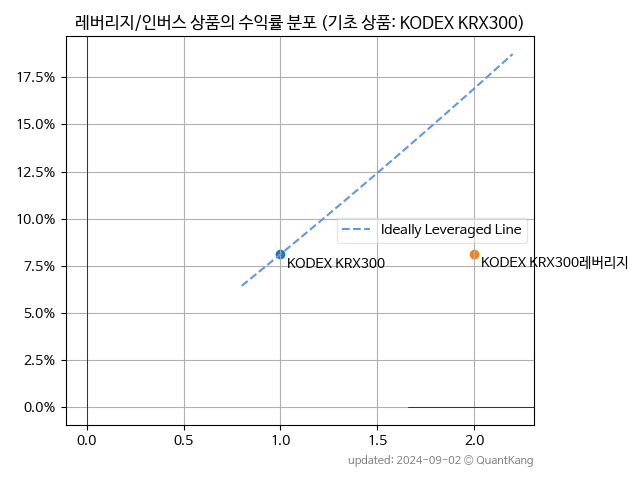 레버리지/인버스 상품의 수익률 분포 (기초 상품: KODEX KRX300)
17.5%
15.0%
12.5%
10.0%
Ideally Leveraged Line
7.5%
KODEX KRX300
KODEX KRX300레버리지
5.0%
2.5%
0.0%
0.0 0.5 1.0 1.5 2.0
updated: 2024-09-02 © QuantKang